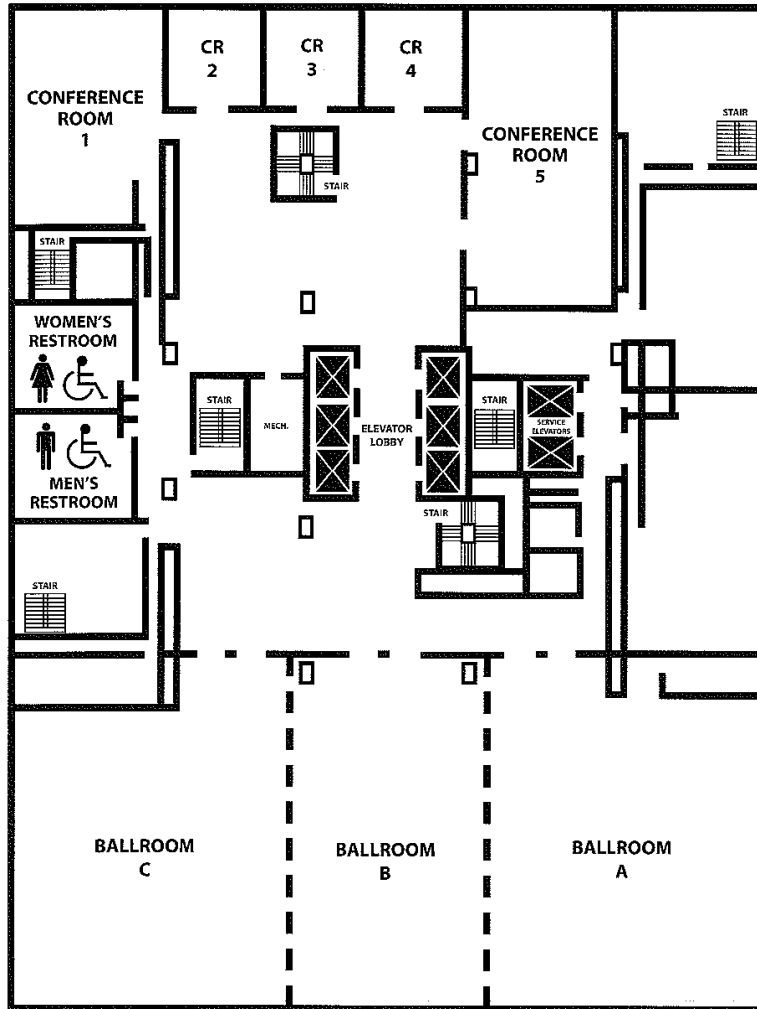 CR
2
CR
3
CR
4
CONFERENCE
ROOM
1
CONFERENCE
ROOM
5
STAIR
STAIR
STAIR
WOMEN'S
RESTROOM
STAIR
MECH.
ELEVATOR
LOBBY
STAIR
SERVICE
ELEVATORS
MEN'S
RESTROOM
STAIR
STAIR
BALLROOM
C
BALLROOM
B
BALLROOM
A